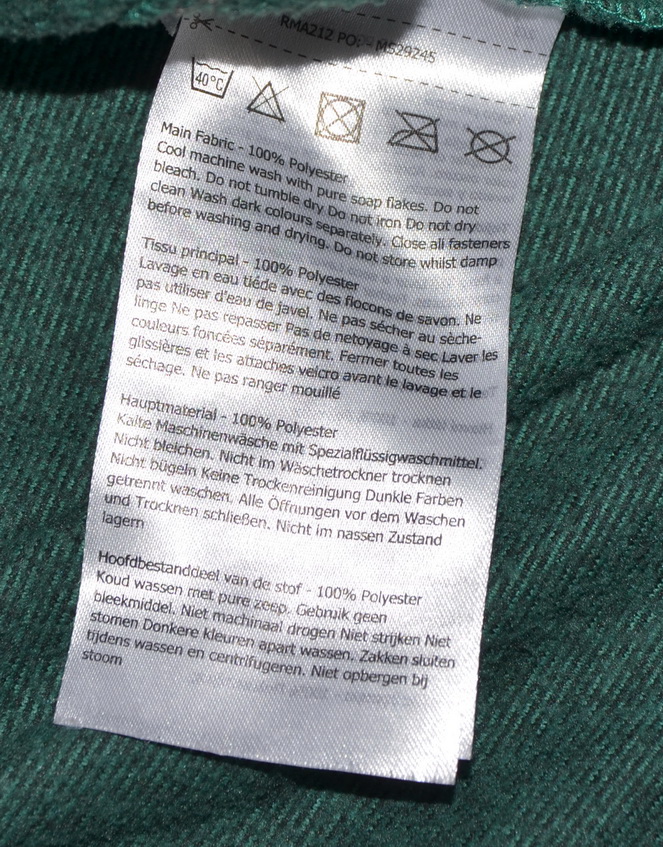 RMA212 PO: - M529245
40°C
Main Fabric - 100% Polyester
Cool machine wash with pure soap flakes. Do not
bleach. Do not tumble dry Do not iron Do not dry
clean Wash dark colours separately. Close all fasteners
before washing and drying. Do not store whilst damp
Tissu principal - 100% Polyester
Lavage en eau tiède avec des flocons de savon. Ne
pas utiliser d'eau de javel. Ne pas sécher au sèche-
linge Ne pas repasser Pas de netoyage à sec Laver les
couleurs foncées séparément. Fermer toutes les
glissières et les attaches velcro avant le lavage et le
séchage. Ne pas ranger mouillé
Hauptmaterial - 100% Polyester
Kalte Maschinenwäsche mit Spezialflüssigwaschmittel.
Nicht bleichen. Nicht im Wäschetrockner trocknen
Nicht bügeln Keine Trockenreinigung Dunkle Farben
getrennt waschen. Alle Öffnungen vor dem Waschen
und Trocknen schließen. Nicht im nassen Zustand
lagern
Hoofdbestanddeel van de stof - 100% Polyester
Koud wassen met pure zeep. Gebruik geen
bleekmiddel. Niet machinaal drogen Niet strijken Niet
stomen Donkere kleuren apart wassen. Zakken sluiten
tijdens wassen en centrifugeren. Niet opbergen bij
stoom